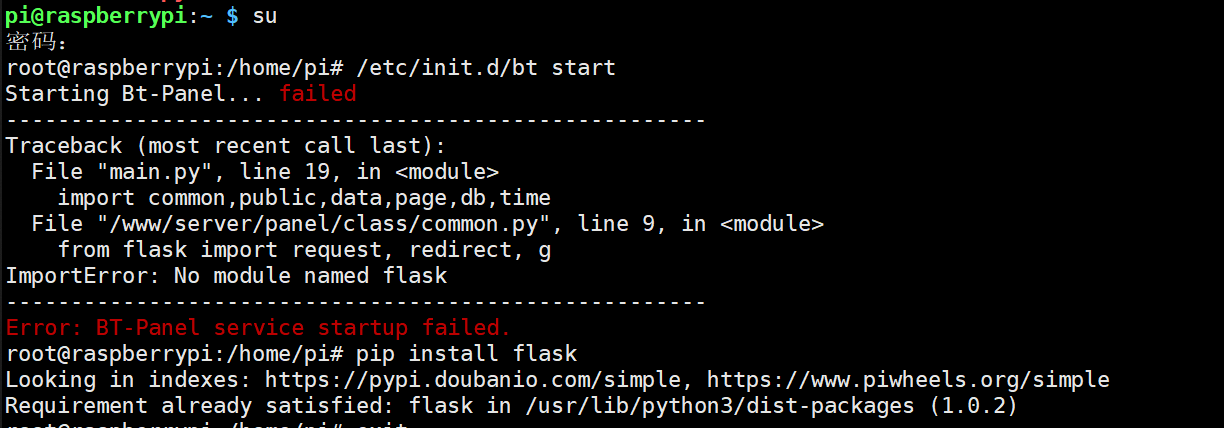 pi@raspberrypi:~ $ su
密码：
root@raspberrypi:/home/pi# /etc/init.d/bt start
Starting Bt-Panel... failed
------------------------------------------------------
Traceback (most recent call last):
  File "main.py", line 19, in <module>
    import common,public,data,page,db,time
  File "/www/server/panel/class/common.py", line 9, in <module>
    from flask import request, redirect, g
ImportError: No module named flask
------------------------------------------------------
Error: BT-Panel service startup failed.
root@raspberrypi:/home/pi# pip install flask
Looking in indexes: https://pypi.doubanio.com/simple, https://www.piwheels.org/simple
Requirement already satisfied: flask in /usr/lib/python3/dist-packages (1.0.2)
root@raspberrypi:/home/pi# exit